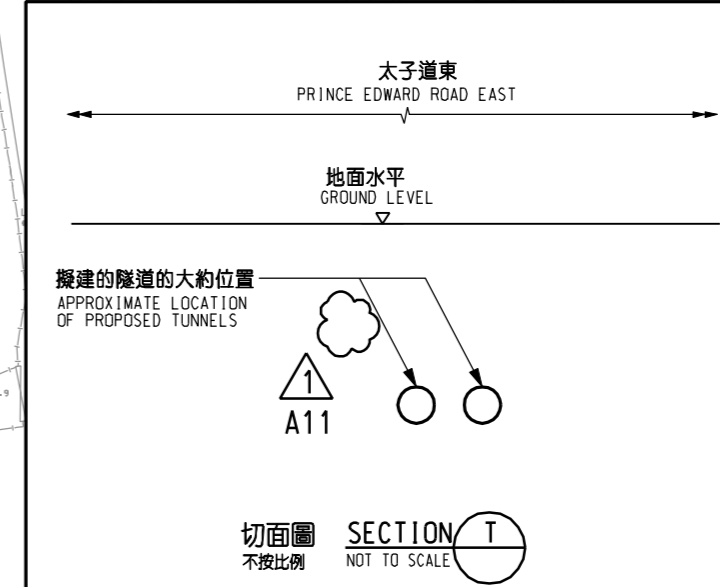 太子道東
PRINCE EDWARD ROAD EAST
地面水平
GROUND LEVEL
擬建的隧道的大約位置
APPROXIMATE LOCATION
OF PROPOSED TUNNELS
1
A11
切面圖 SECTION T
不按比例 NOT TO SCALE